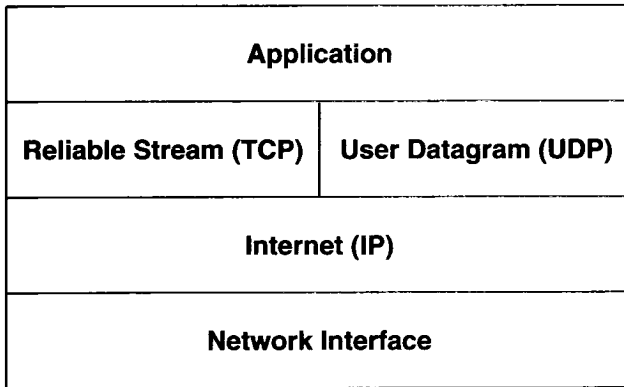 Application
Reliable Stream (TCP)
User Datagram (UDP)
Internet (IP)
Network Interface